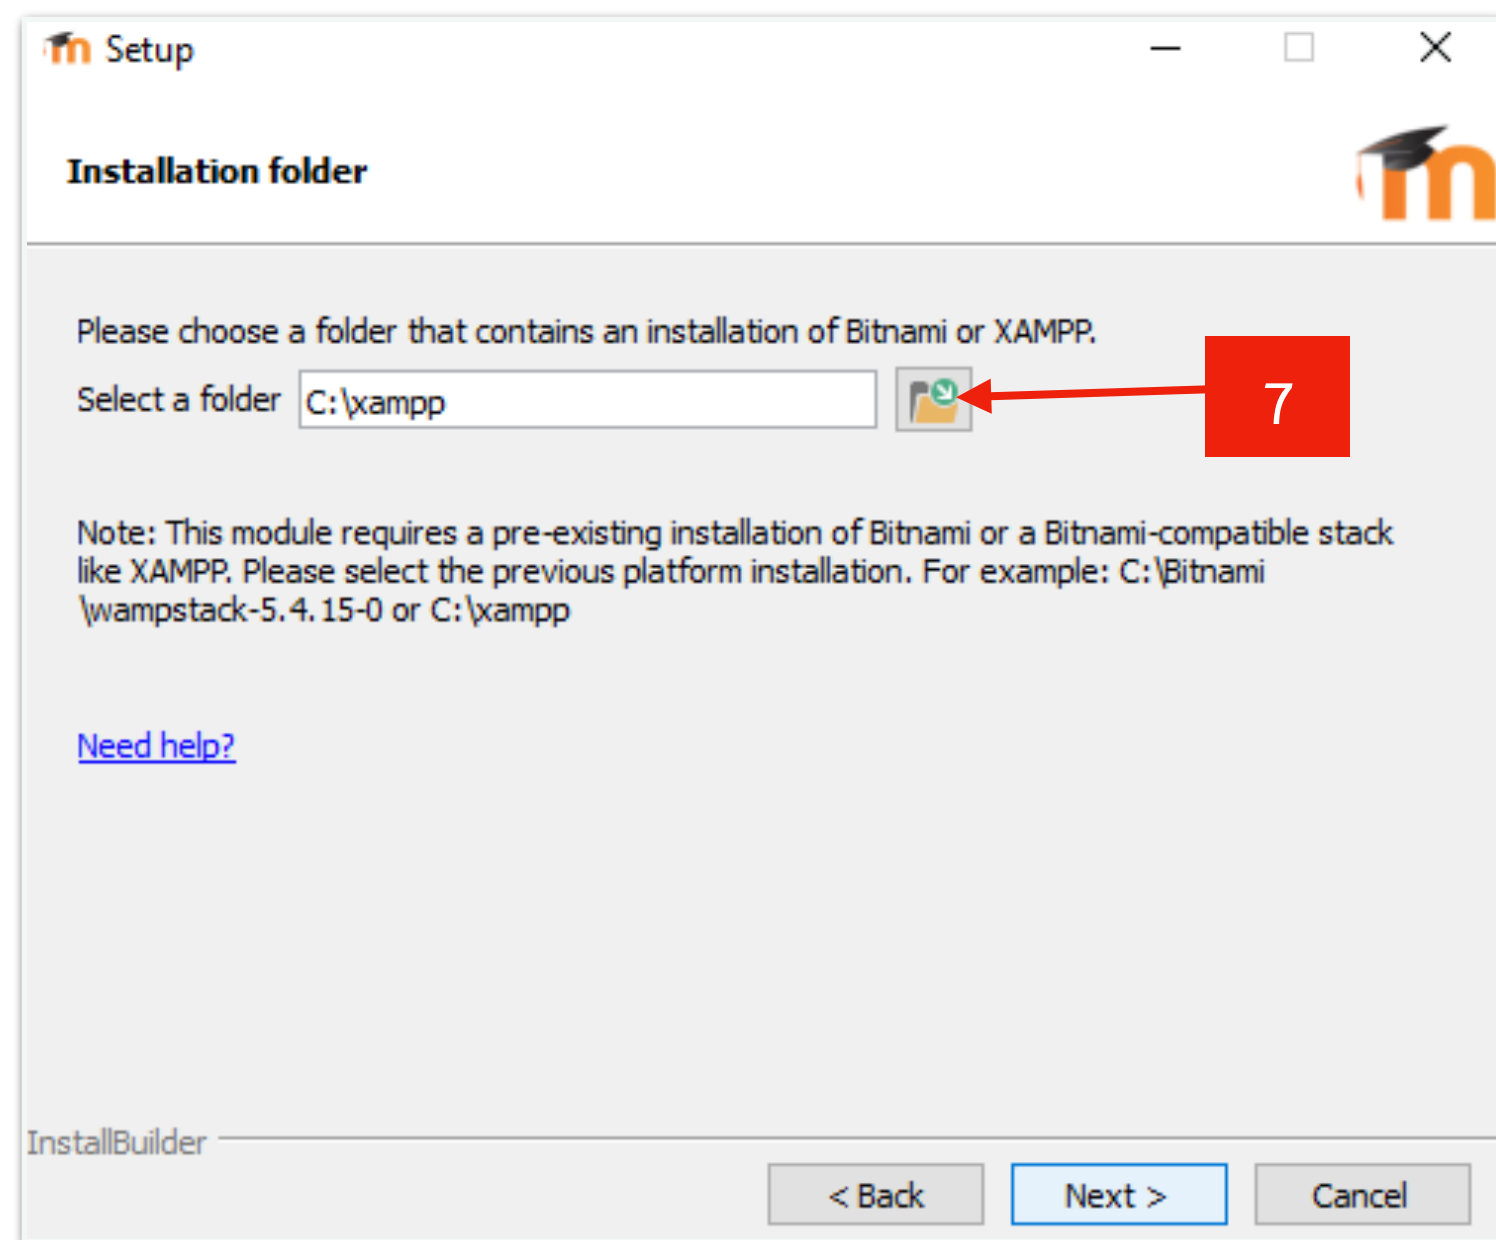 Setup
Installation folder
Please choose a folder that contains an installation of Bitnami or XAMPP.
Select a folder C:\xampp
7
Note: This module requires a pre-existing installation of Bitnami or a Bitnami-compatible stack
like XAMPP. Please select the previous platform installation. For example: C:\Bitnami
\wampstack-5.4.15-0 or C:\xampp
Need help?
InstallBuilder
< Back Next > Cancel